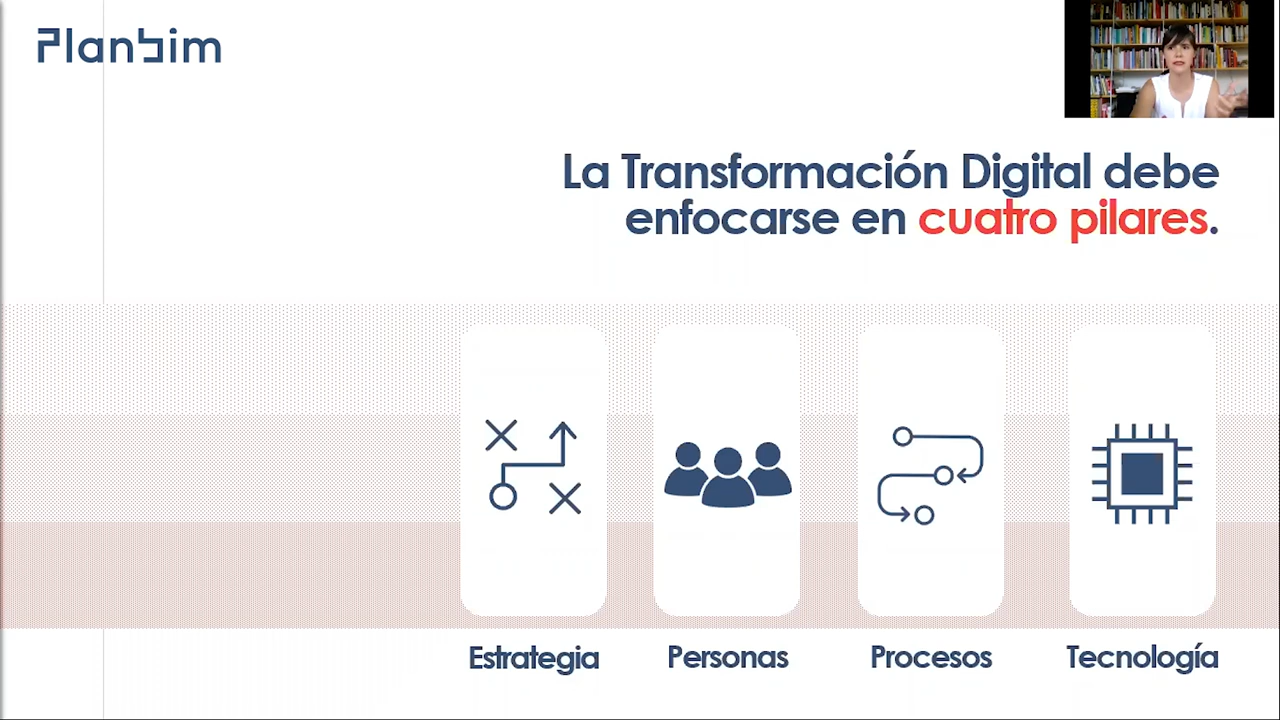 PlanBim
La Transformación Digital debe
enfocarse en cuatro pilares.
Estrategia
Personas
Procesos
Tecnología